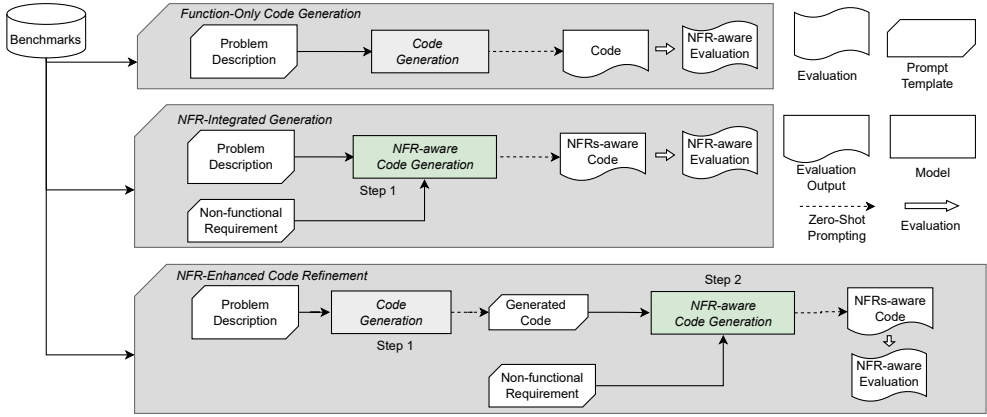 Benchmarks
Function-Only Code Generation
Problem
Description
Code
Generation
Code
NFR-aware
Evaluation
NFR-Integrated Generation
Problem
Description
NFR-aware
Code Generation
Step 1
NFRs-aware
Code
NFR-aware
Evaluation
Non-functional
Requirement
NFR-Enhanced Code Refinement
Problem
Description
Code
Generation
Step 1
Generated
Code
Step 2
NFR-aware
Code Generation
Non-functional
Requirement
NFRs-aware
Code
NFR-aware
Evaluation
Evaluation
Prompt
Template
Evaluation
Output
Model
Zero-Shot
Prompting
Evaluation